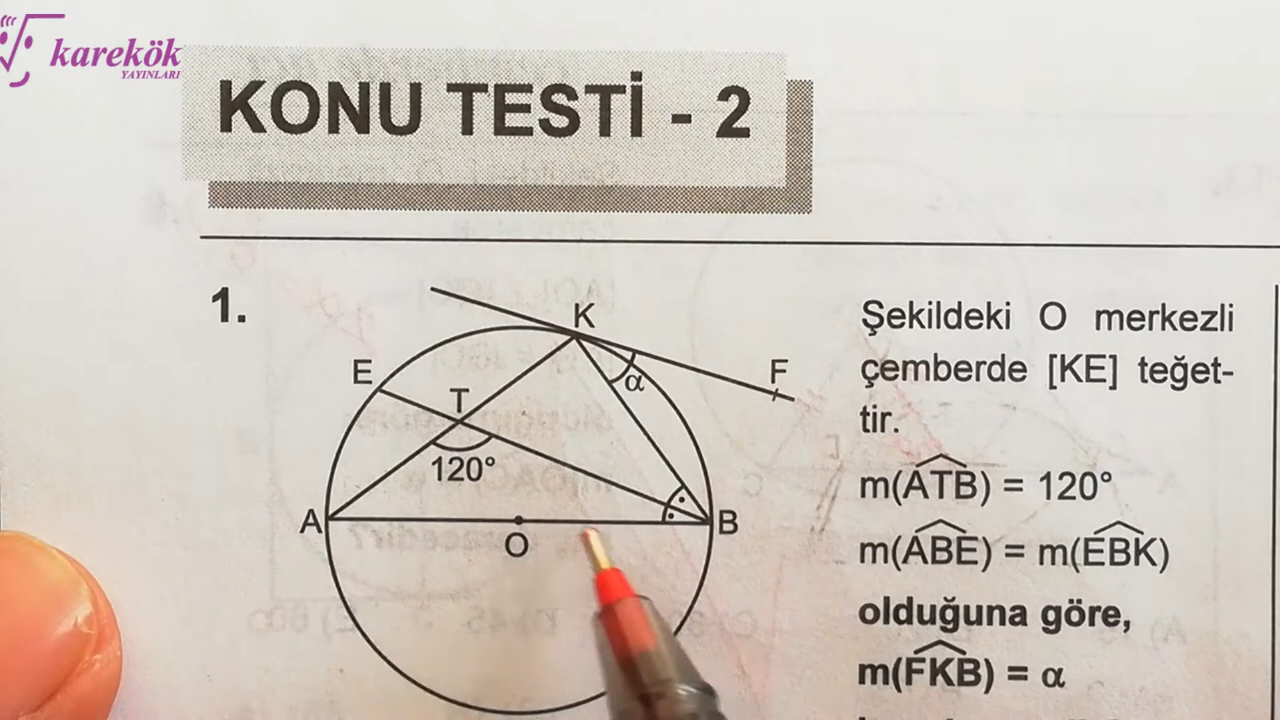 karekök
YAYINLARI
KONU TESTİ - 2
1.
K
E
F
α
T
120°
A
B
O
Şekildeki O merkezli
çemberde [KE] teğet-
tir.
m(ATB) = 120°
m(ABE) = m(EBK)
olduğuna göre,
m(FKB) = α